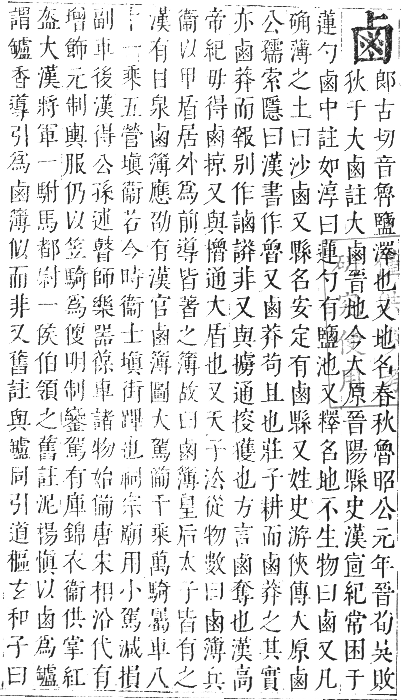 鹵郎古切音魯鹽澤也又地名春秋魯昭公元年晉荀吳敗
狄于大鹵註大鹵晉地今大原晉陽縣史漢宣紀常困于
蓮勺鹵中註如淳曰蓮勺有鹽池又釋名地不生物曰鹵又凡
确薄之土曰沙鹵又縣名安定有鹵縣又姓史游俠傳大原鹵
公孺索隱曰漢書作魯又鹵莽苟且也莊子耕而鹵莽之其實
亦鹵莽而報別作非又與擄通掠獲也方言鹵奪也漢高
帝紀毋得鹵掠又與櫓通大盾也又天子法從物數曰鹵簿兵
衞以甲盾居外為前導皆著之簿故曰鹵簿皇后太子皆有之
漢有日泉鹵簿應劭有漢官鹵簿圖大駕備千乘萬騎屬車八
十一乘五營塡衞若今時衞士塡街蹕也祠宗廟用小駕減損
副車後漢得公孫述瞽師樂器葆車諸物始備唐宋相沿代有
增飾元制輿服仍以笠騎爲明制鑾駕有庫錦衣衞供掌紅
盔大漢將軍一駙馬都尉一侯伯領之舊註泥楊愼以鹵爲鑪
謂鑪香導引爲鹵簿似而非又舊註與鑪同引道樞玄和子曰